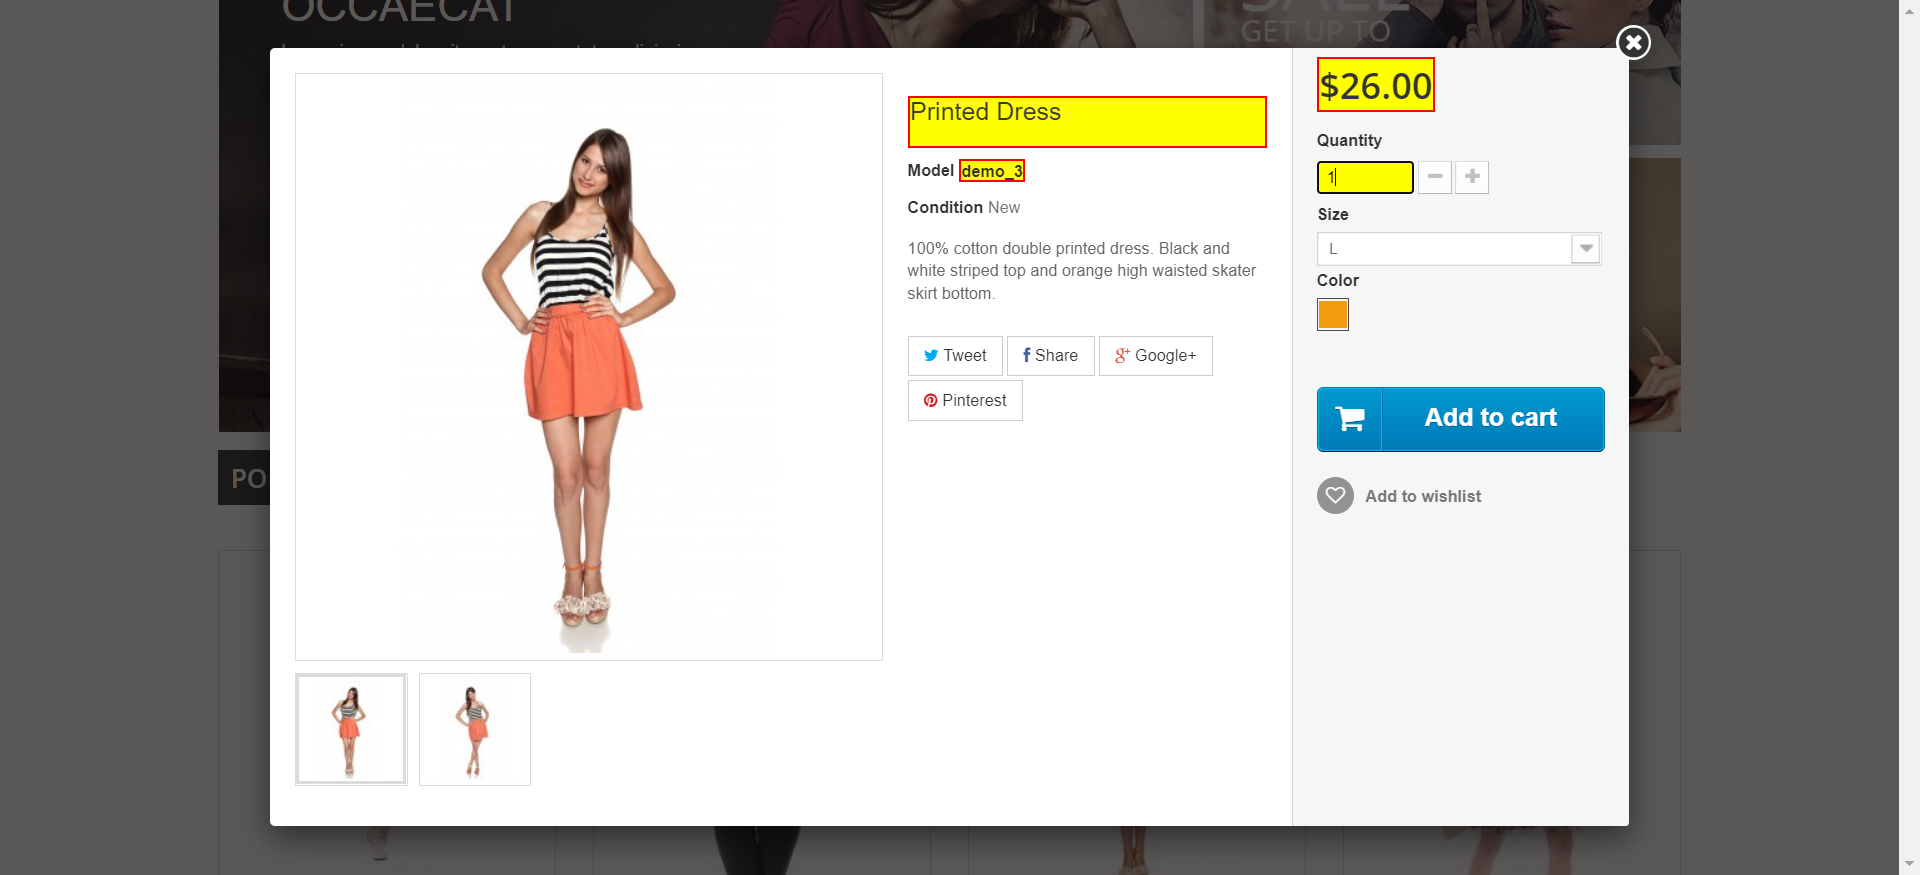 OCCAECAT
GET UP TO
$26.00
Printed Dress
Quantity
Model demo_3
1
Condition New
Size
100% cotton double printed dress. Black and
white striped top and orange high waisted skater
skirt bottom.
L
Color
Tweet
Share
Google+
Pinterest
Add to cart
PO
Add to wishlist